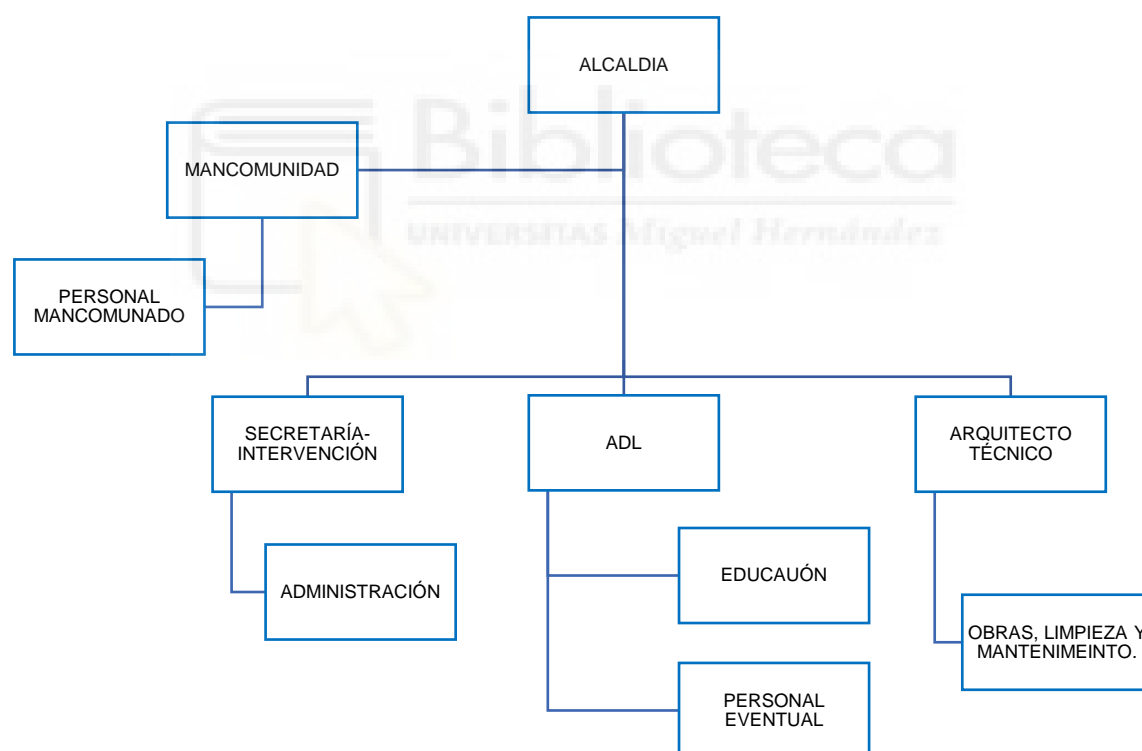 ALCALDIA
Biblioteca
UNIVERSITAS Miguel Hernández
MANCOMUNIDAD
PERSONAL
MANCOMUNADO
SECRETARÍA-
INTERVENCIÓN
ADL
ARQUITECTO
TÉCNICO
ADMINISTRACIÓN
EDUCAUÓN
OBRAS, LIMPIEZA Y
MANTENIMEINTO.
PERSONAL
EVENTUAL